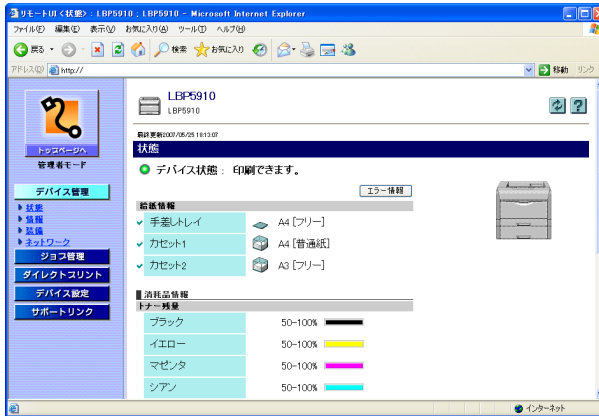 リモートUI <状態> : LBP5910 ; LBP5910 - Microsoft Internet Explorer
ファイル(F) 編集(E) 表示(V) お気に入り(A) ツール(T) ヘルプ(H)
戻る 検索 お気に入り
アドレス(D) http:// 移動 リンク
LBP5910
LBP5910
最終更新2007/05/25 18:13:07
トップページへ
管理者モード
状態
デバイス状態 : 印刷できます。
エラー情報
デバイス管理
状態
情報
装備
ネットワーク
ジョブ管理
ダイレクトプリント
デバイス設定
サポートリンク
給紙情報
手差しトレイ A4 [フリー]
カセット1 A4 [普通紙]
カセット2 A3 [フリー]
消耗品情報
トナー残量
ブラック 50-100%
イエロー 50-100%
マゼンタ 50-100%
シアン 50-100%
インターネット